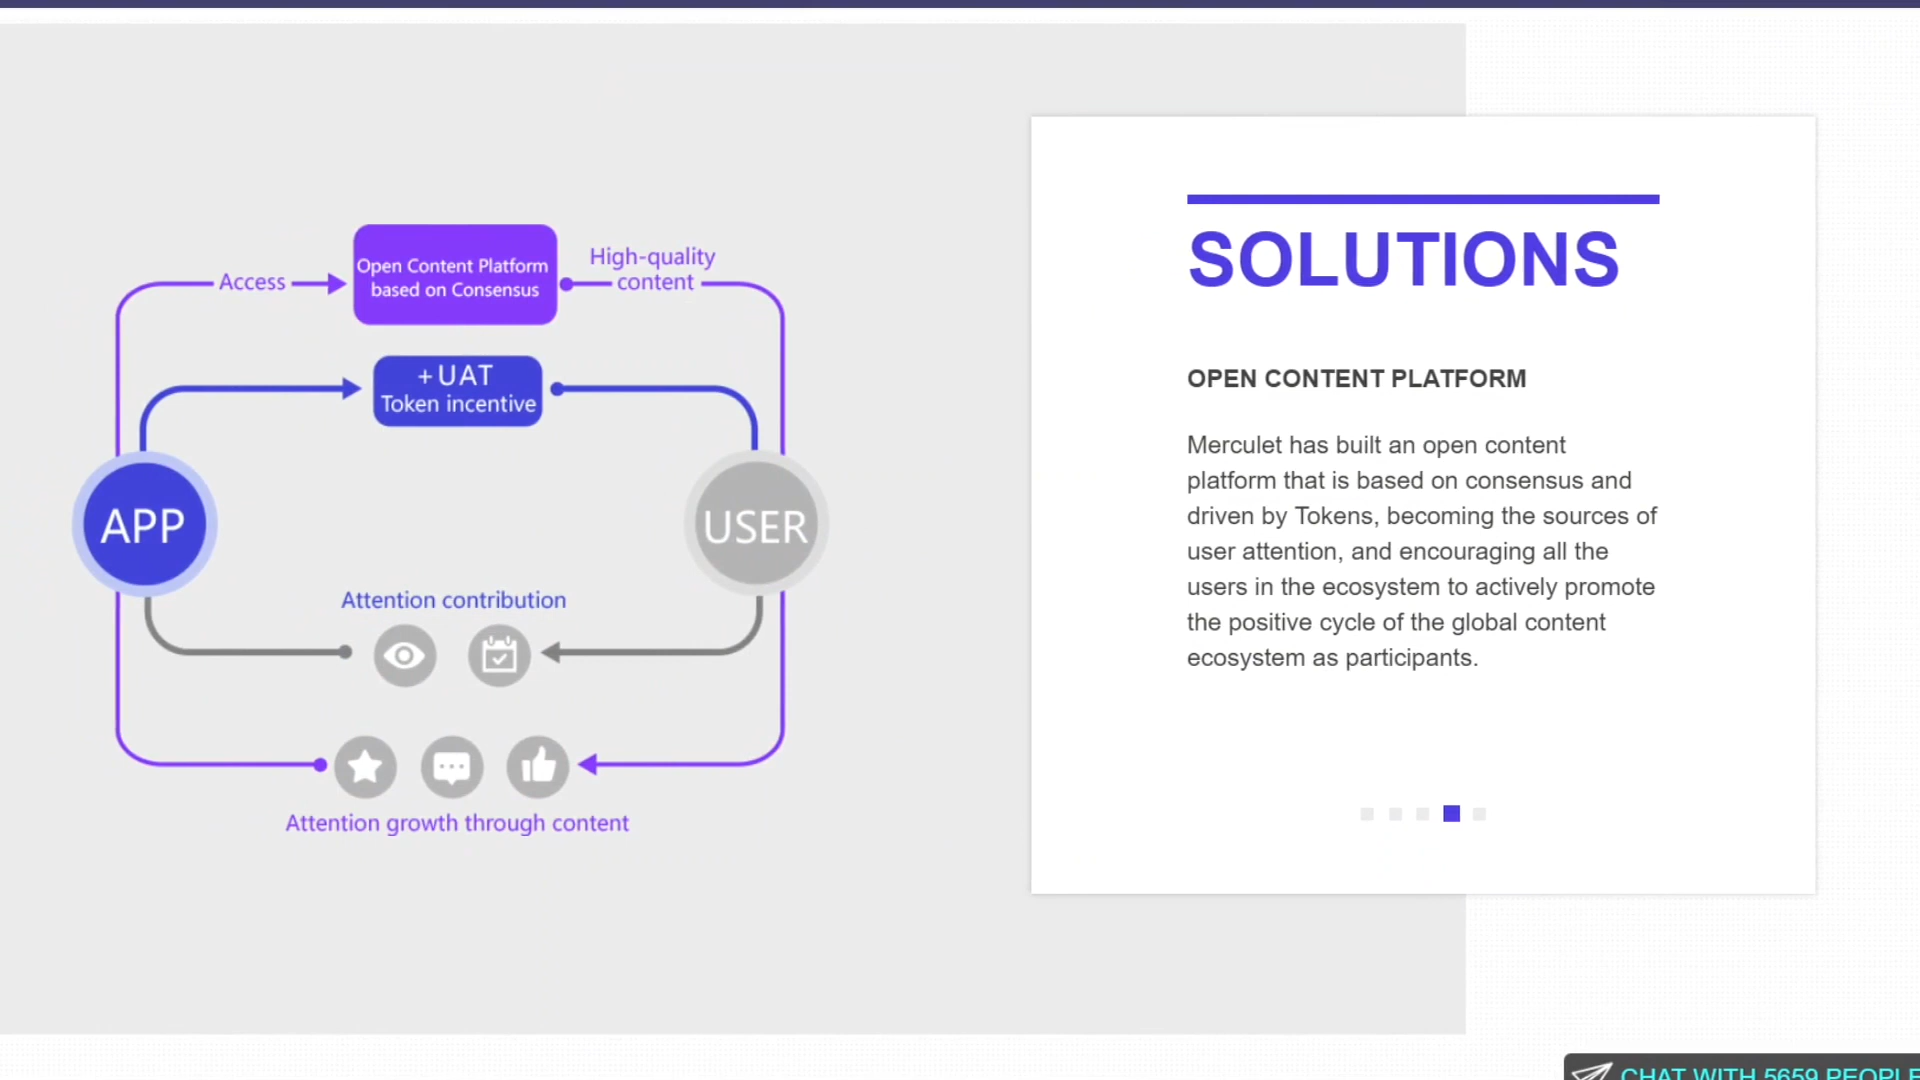 Access
Open Content Platform
based on Consensus
High-quality
content
+UAT
Token incentive
APP
USER
Attention contribution
Attention growth through content
SOLUTIONS
OPEN CONTENT PLATFORM
Merculet has built an open content
platform that is based on consensus and
driven by Tokens, becoming the sources of
user attention, and encouraging all the
users in the ecosystem to actively promote
the positive cycle of the global content
ecosystem as participants.
CHAT WITH 5659 PEOPLE